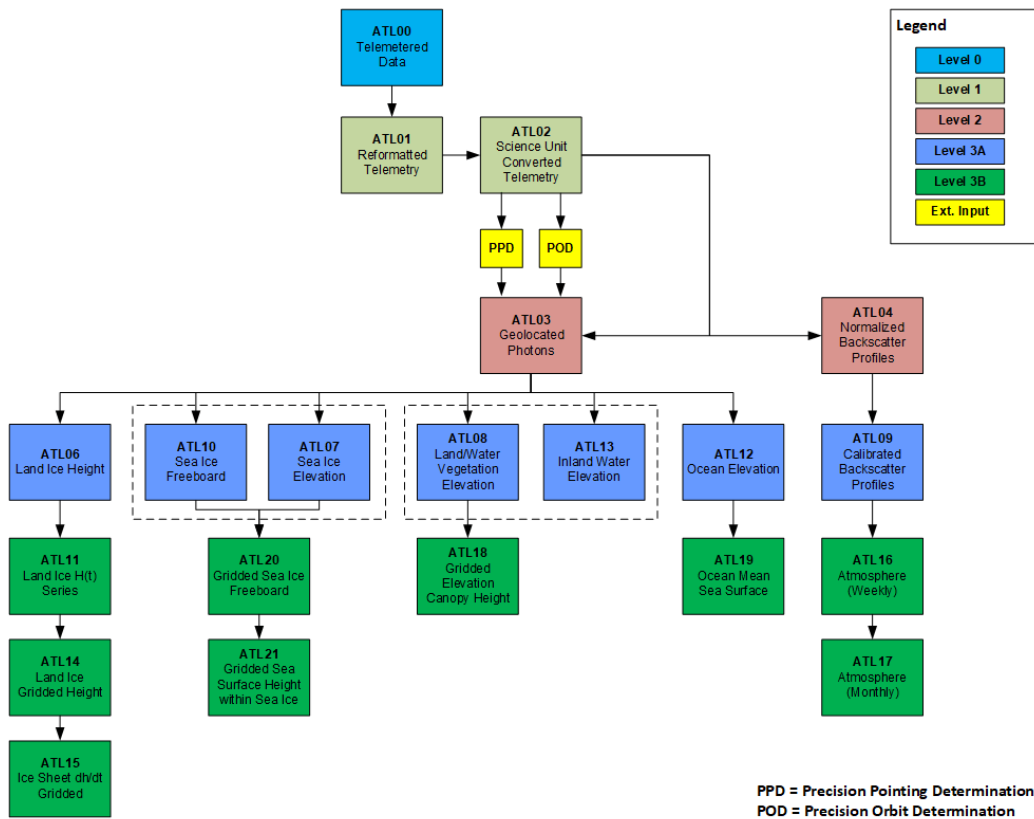 ATL00
Telemetered
Data
Legend
Level 0
Level 1
Level 2
Level 3A
Level 3B
Ext. Input
ATL01
Reformatted
Telemetry
ATL02
Science Unit
Converted
Telemetry
PPD
POD
ATL03
Geolocated
Photons
ATL04
Normalized
Backscatter
Profiles
ATL06
Land Ice Height
ATL10
Sea Ice
Freeboard
ATL07
Sea Ice
Elevation
ATL08
Land/Water
Vegetation
Elevation
ATL13
Inland Water
Elevation
ATL12
Ocean Elevation
ATL09
Calibrated
Backscatter
Profiles
ATL11
Land Ice H(t)
Series
ATL20
Gridded Sea Ice
Freeboard
ATL18
Gridded
Elevation
Canopy Height
ATL19
Ocean Mean
Sea Surface
ATL16
Atmosphere
(Weekly)
ATL14
Land Ice
Gridded Height
ATL21
Gridded Sea
Surface Height
within Sea Ice
ATL17
Atmosphere
(Monthly)
ATL15
Ice Sheet dh/dt
Gridded
PPD = Precision Pointing Determination
POD = Precision Orbit Determination